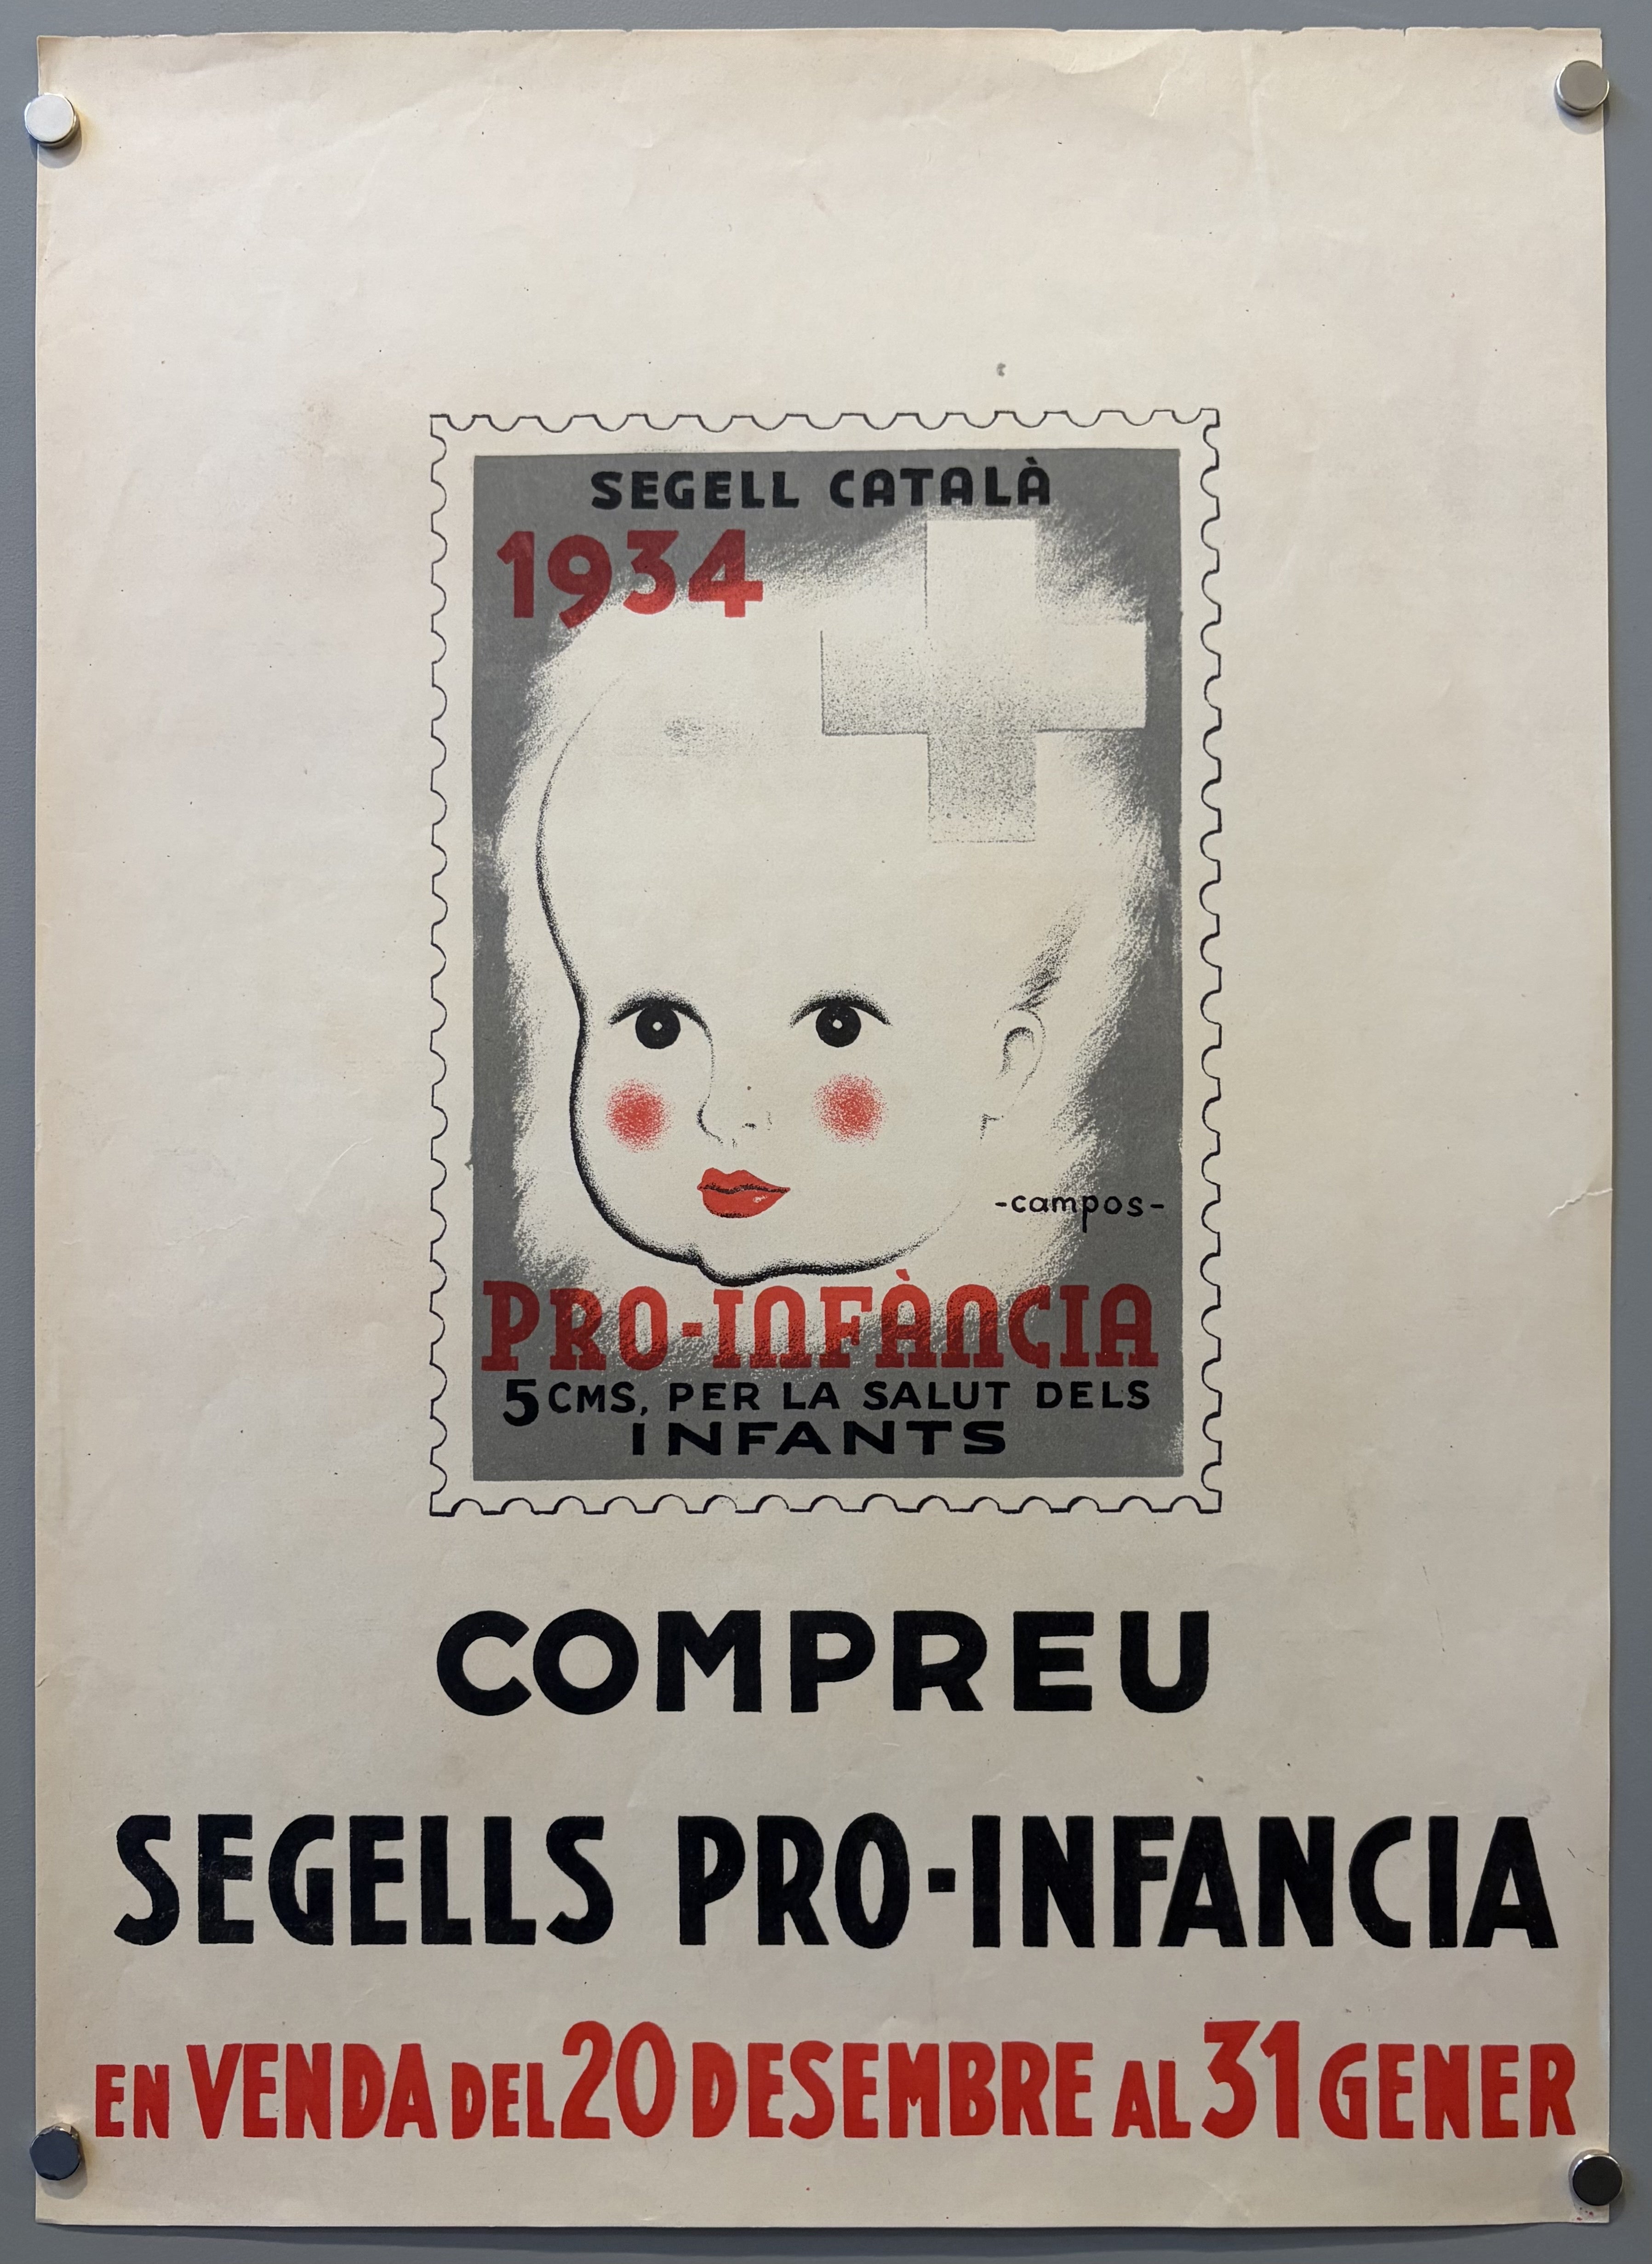 SEGELL CATALÀ
1934
-campos-
PRO-INFÀNCIA
5 CMS, PER LA SALUT DELS
INFANTS
COMPREU
SEGELLS PRO-INFANCIA
EN VENDA DEL 20 DESEMBRE AL 31 GENER